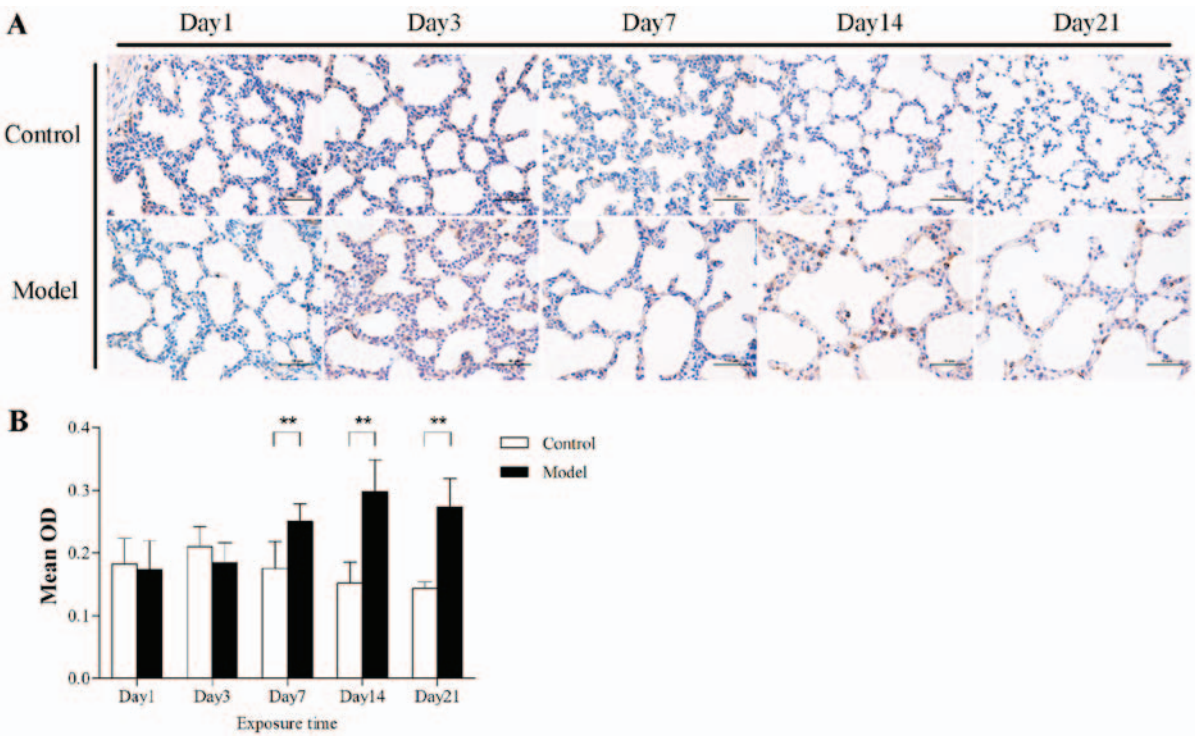 A
Day1 Day3 Day7 Day14 Day21
Control
Model
B
** ** **
0.4
0.3
0.2
0.1
0.0
Mean OD
Control
Model
Day1 Day3 Day7 Day14 Day21
Exposure time